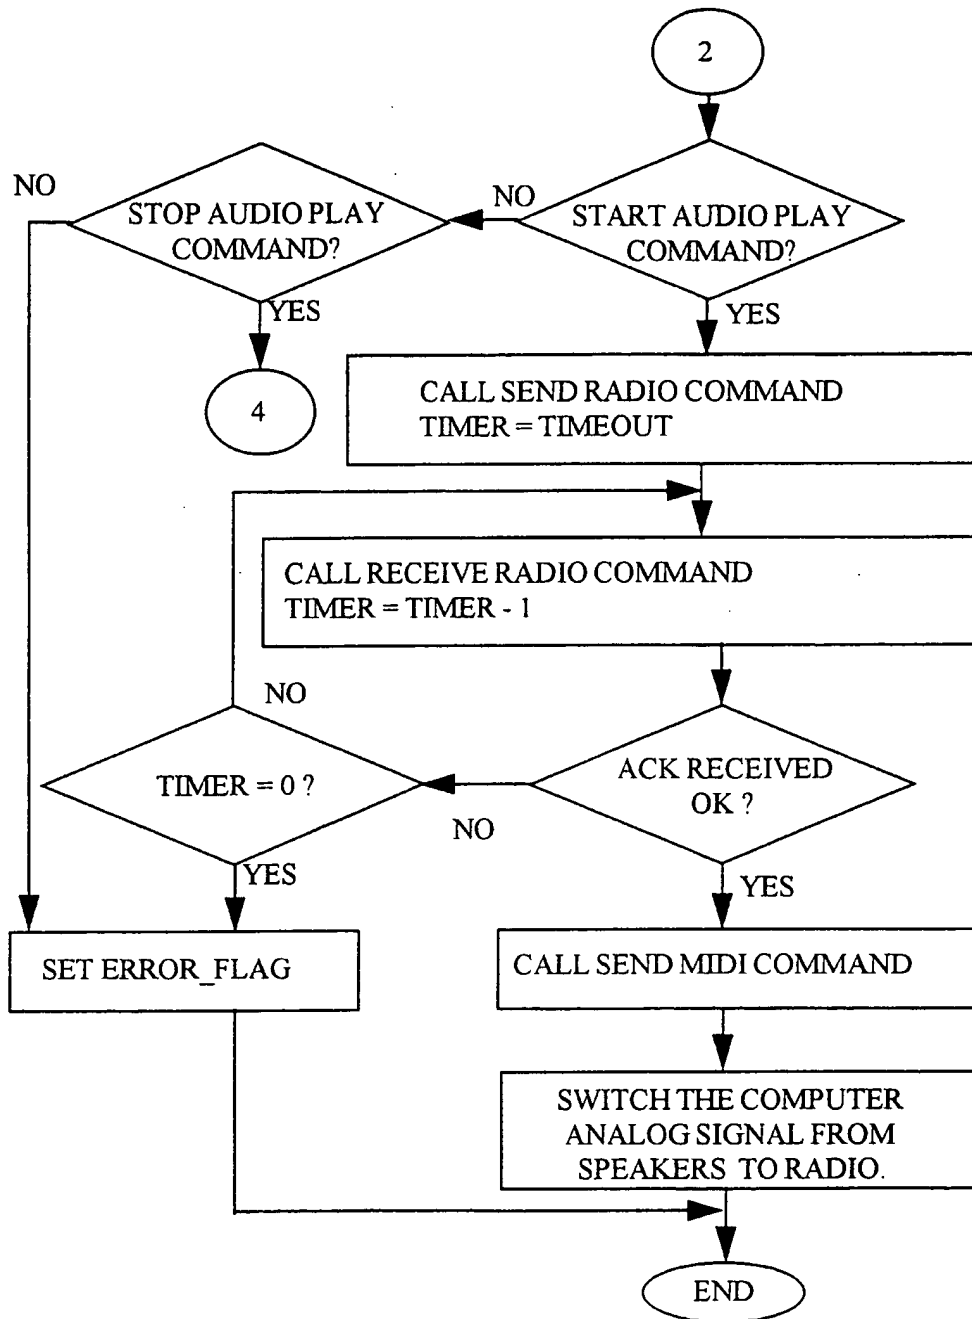 2
NO
NO
STOP AUDIO PLAY
COMMAND?
START AUDIO PLAY
COMMAND?
YES
YES
4
CALL SEND RADIO COMMAND
TIMER = TIMEOUT
CALL RECEIVE RADIO COMMAND
TIMER = TIMER - 1
NO
TIMER = 0 ?
ACK RECEIVED
OK ?
NO
YES
YES
SET ERROR_FLAG
CALL SEND MIDI COMMAND
SWITCH THE COMPUTER
ANALOG SIGNAL FROM
SPEAKERS TO RADIO.
END